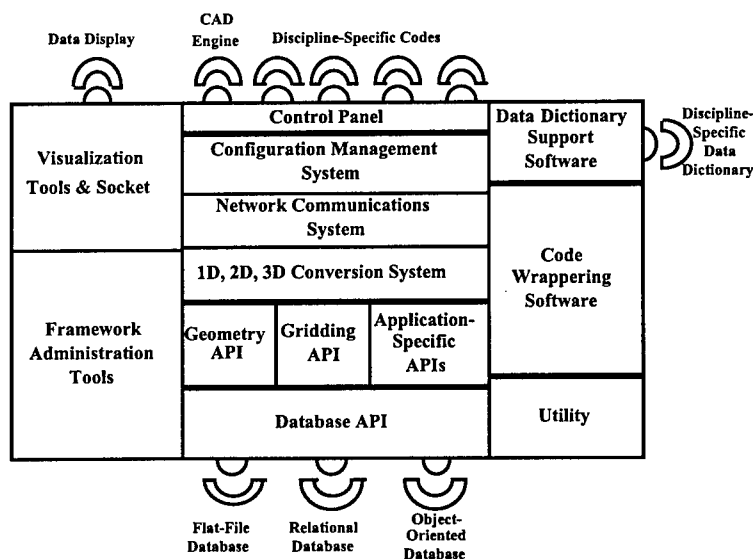 Data Display
CAD
Engine
Discipline-Specific Codes
Control Panel
Visualization
Tools & Socket
Configuration Management
System
Data Dictionary
Support
Software
Discipline-
Specific
Data
Dictionary
Network Communications
System
1D, 2D, 3D Conversion System
Code
Wrappering
Software
Framework
Administration
Tools
Geometry
API
Gridding
API
Application-
Specific
APIs
Database API
Utility
Flat-File
Database
Relational
Database
Object-
Oriented
Database